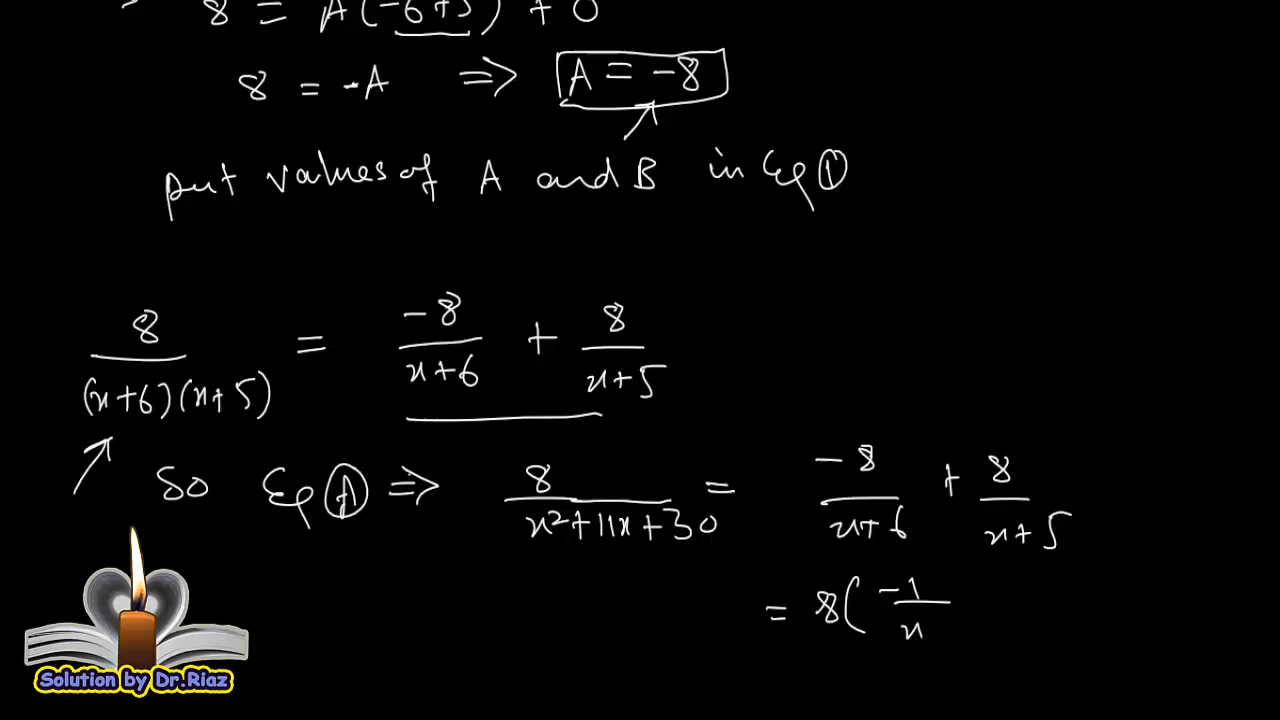 8 = A(-6+5) + 0
8 = -A ⇒ A = -8
put values of A and B in Eq ①
8/((x+6)(x+5)) = -8/(x+6) + 8/(x+5)
So Eq Ⓐ ⇒ 8/(x²+11x+30) = -8/(x+6) + 8/(x+5)
= 8( -1/x
Solution by Dr.Riaz